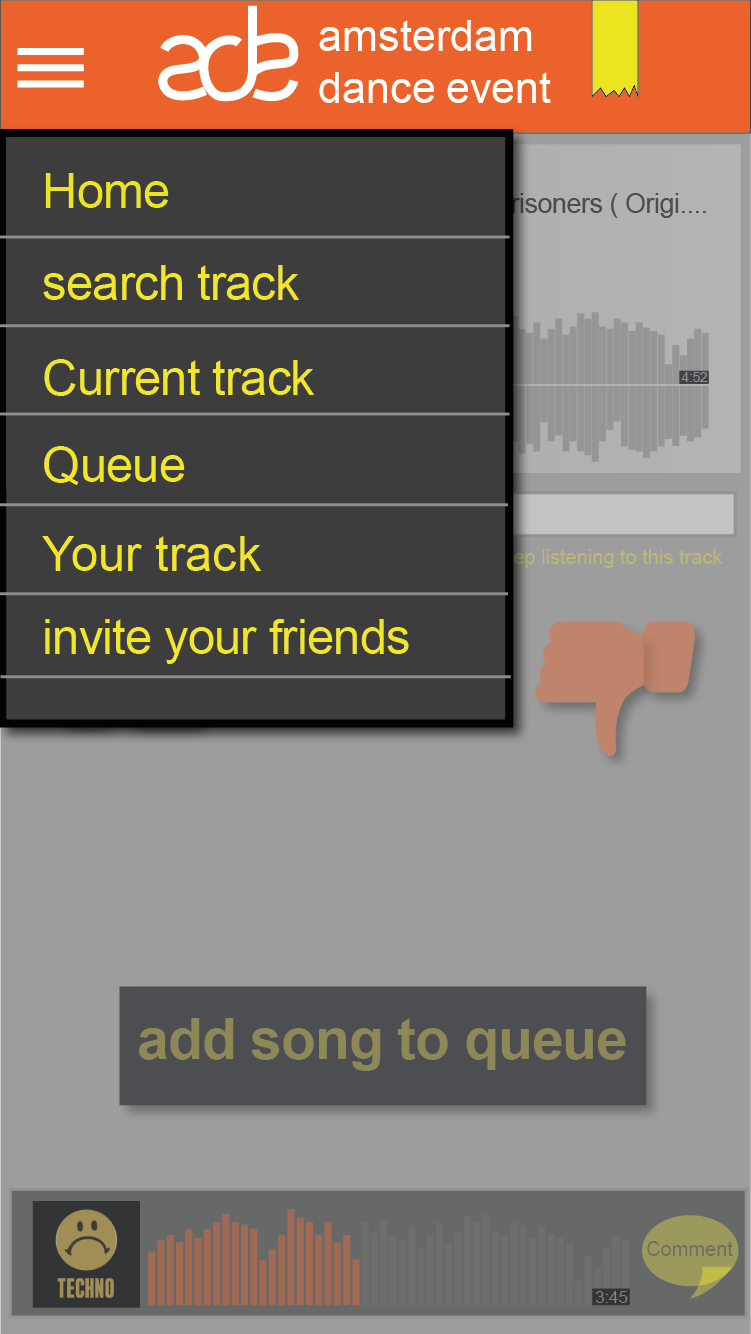 ade amsterdam
dance event
Home
risoners ( Origi....
search track
Current track
4:52
Queue
Your track
ep listening to this track
invite your friends
add song to queue
TECHNO
3:45
Comment